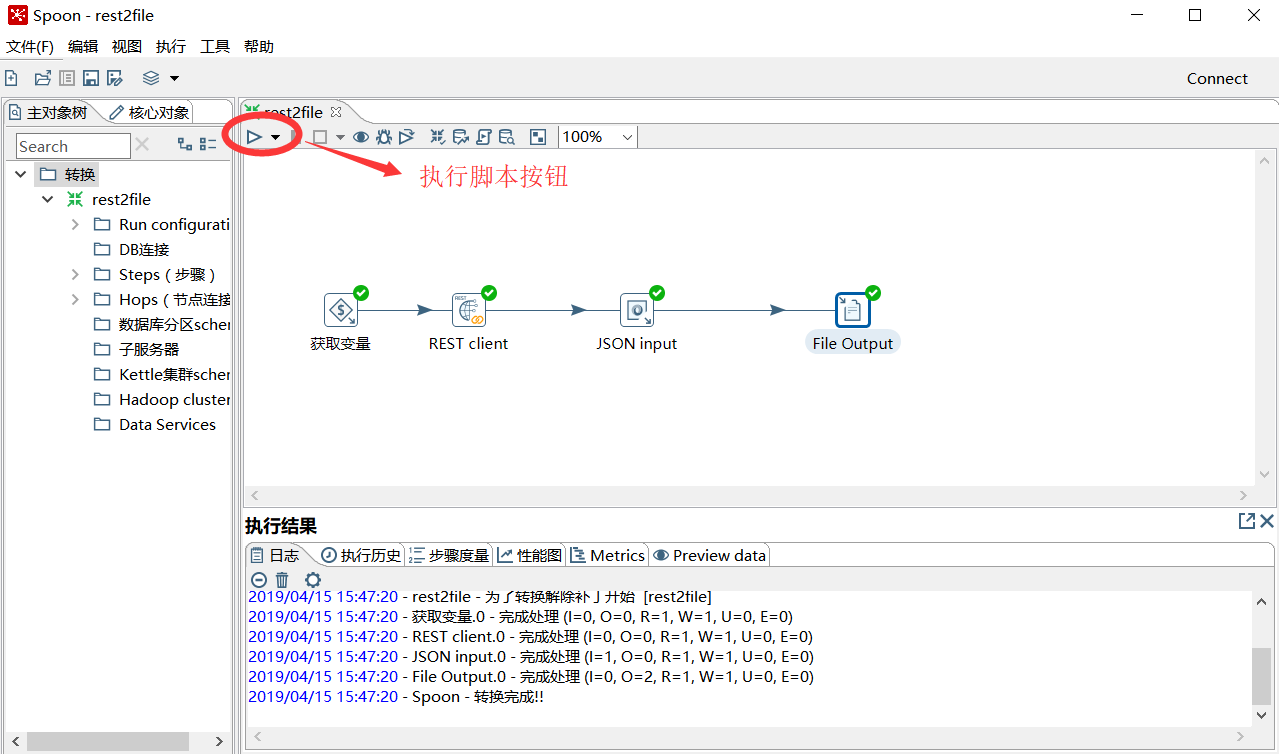 Spoon - rest2file
文件(F) 编辑 视图 执行 工具 帮助
Connect
主对象树 核心对象
rest2file
Search
100%
执行脚本按钮
转换
rest2file
Run configurati
DB连接
Steps ( 步骤 )
Hops ( 节点连接
数据库分区scher
子服务器
Kettle集群scher
Hadoop cluster
Data Services
REST
获取变量 REST client JSON input File Output
执行结果
日志 执行历史 步骤度量 性能图 Metrics Preview data
2019/04/15 15:47:20 - rest2file - 为了转换解除补丁开始 [rest2file]
2019/04/15 15:47:20 - 获取变量.0 - 完成处理 (I=0, O=0, R=1, W=1, U=0, E=0)
2019/04/15 15:47:20 - REST client.0 - 完成处理 (I=0, O=0, R=1, W=1, U=0, E=0)
2019/04/15 15:47:20 - JSON input.0 - 完成处理 (I=1, O=0, R=1, W=1, U=0, E=0)
2019/04/15 15:47:20 - File Output.0 - 完成处理 (I=0, O=2, R=1, W=1, U=0, E=0)
2019/04/15 15:47:20 - Spoon - 转换完成!!